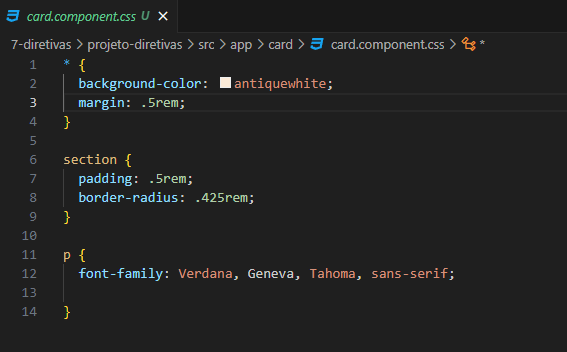 card.component.css U
7-diretivas > projeto-diretivas > src > app > card > card.component.css > *
1 * {
2 background-color: antiquewhite;
3 margin: .5rem;
4 }
5
6 section {
7 padding: .5rem;
8 border-radius: .425rem;
9 }
10
11 p {
12 font-family: Verdana, Geneva, Tahoma, sans-serif;
13
14 }